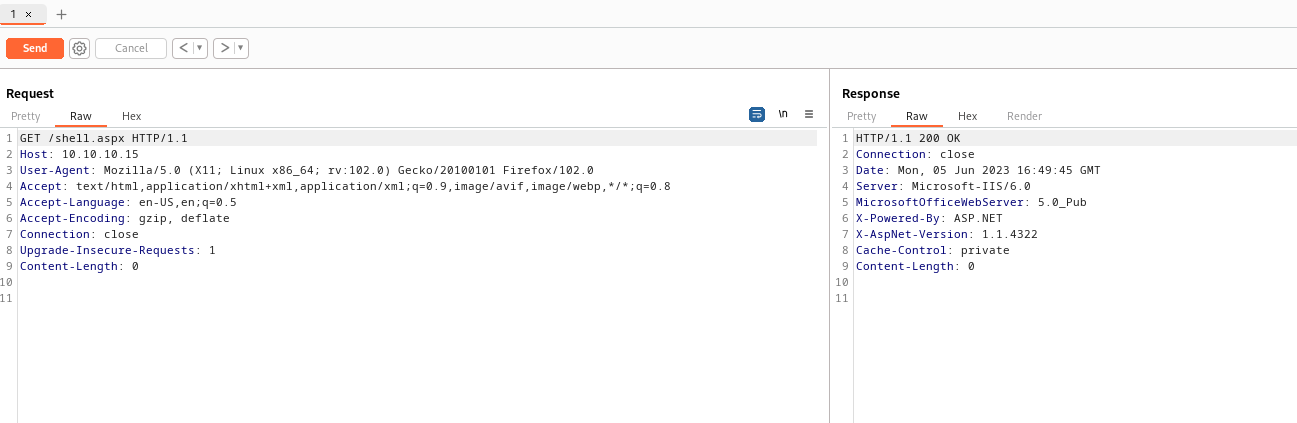 1 × +
Send Cancel < ▼ > ▼
Request
Pretty Raw Hex \n ≡
1 GET /shell.aspx HTTP/1.1
2 Host: 10.10.10.15
3 User-Agent: Mozilla/5.0 (X11; Linux x86_64; rv:102.0) Gecko/20100101 Firefox/102.0
4 Accept: text/html,application/xhtml+xml,application/xml;q=0.9,image/avif,image/webp,*/*;q=0.8
5 Accept-Language: en-US,en;q=0.5
6 Accept-Encoding: gzip, deflate
7 Connection: close
8 Upgrade-Insecure-Requests: 1
9 Content-Length: 0
10
11
Response
Pretty Raw Hex Render
1 HTTP/1.1 200 OK
2 Connection: close
3 Date: Mon, 05 Jun 2023 16:49:45 GMT
4 Server: Microsoft-IIS/6.0
5 MicrosoftOfficeWebServer: 5.0_Pub
6 X-Powered-By: ASP.NET
7 X-AspNet-Version: 1.1.4322
8 Cache-Control: private
9 Content-Length: 0
10
11